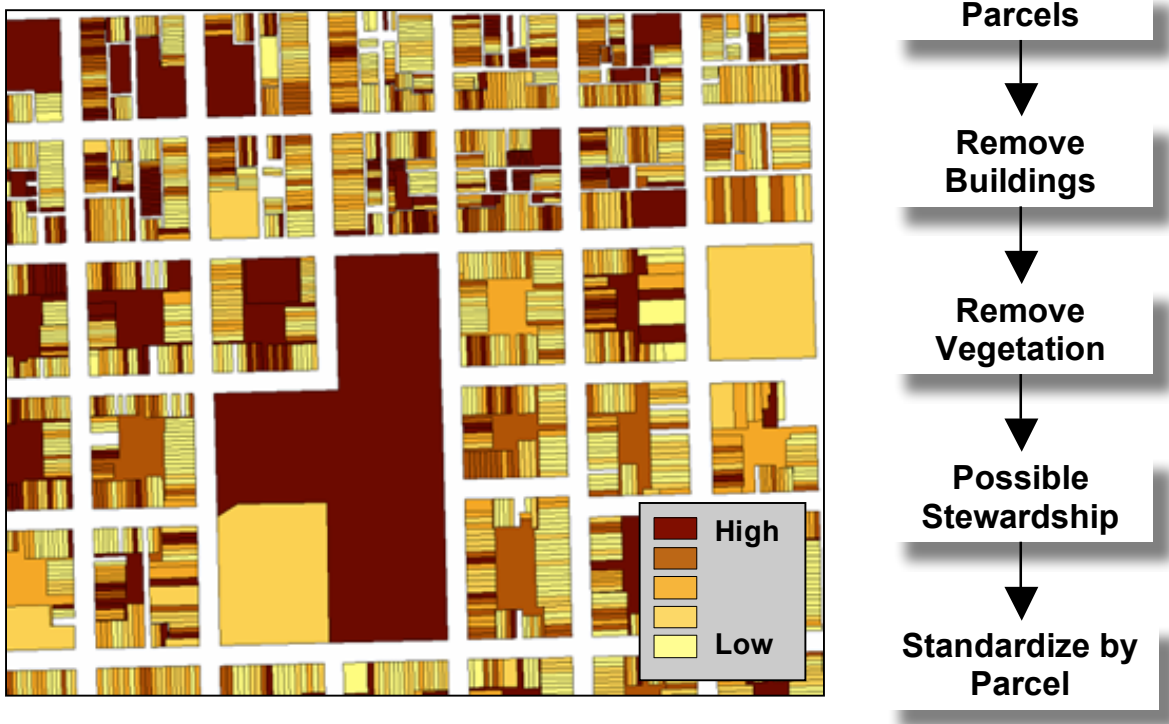 High
Low
Parcels
Remove
Buildings
Remove
Vegetation
Possible
Stewardship
Standardize by
Parcel